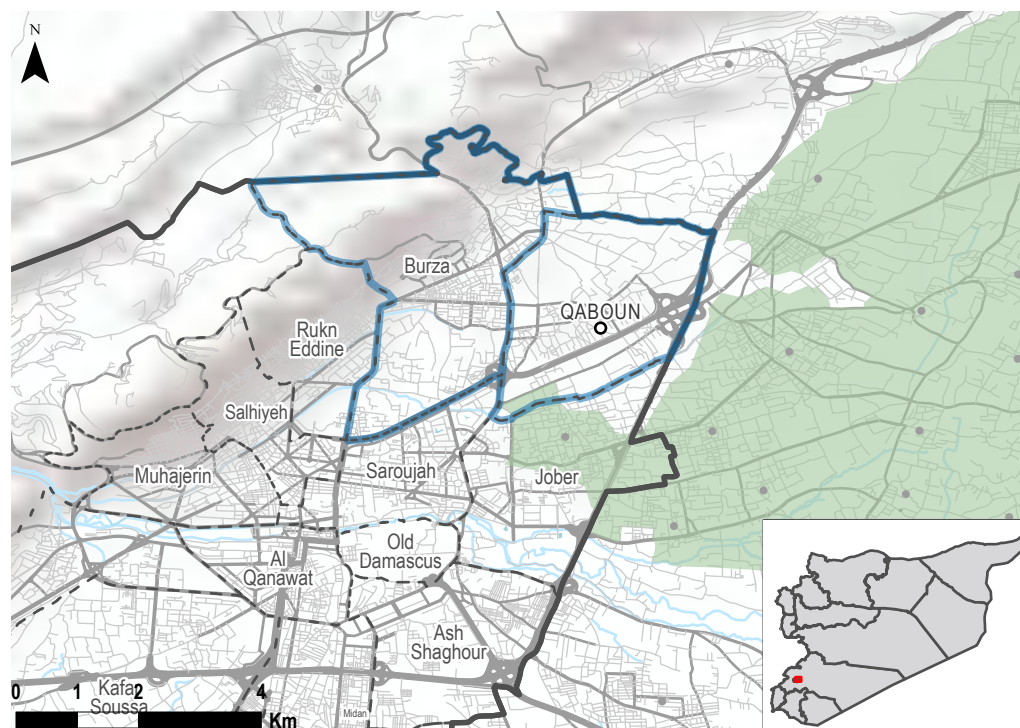 N
Burza
QABOUN
Rukn
Eddine
Salhiyeh
Muhajerin
Saroujah
Jober
Old
Damascus
Al
Qanawat
Ash
Shaghour
Kafa
Soussa
Midan
0 1 2 4
Km